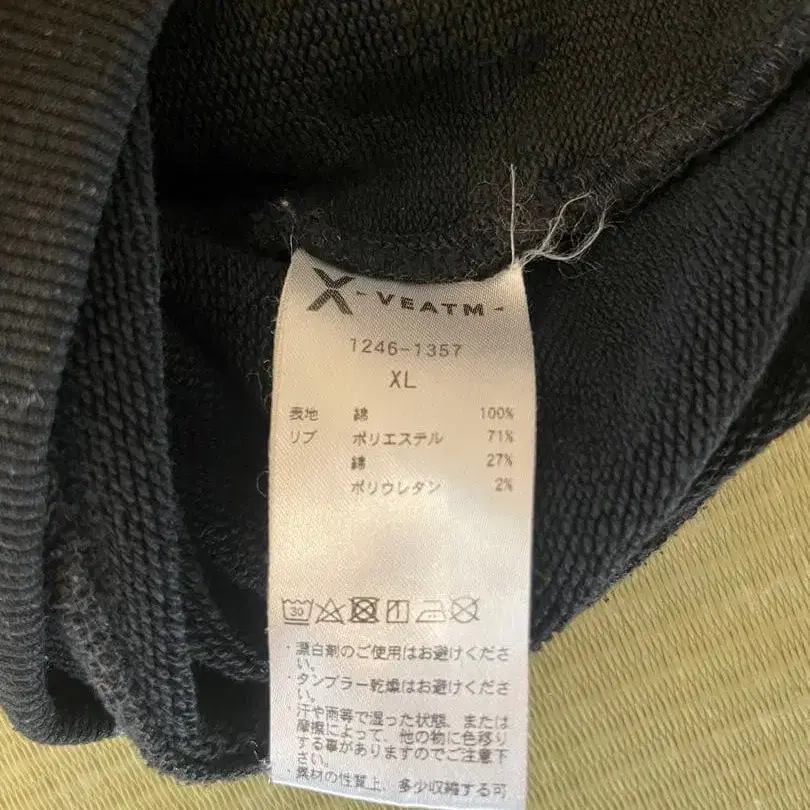 X-VEATM-
1246-1357
XL
表地 綿 100%
リブ ポリエステル 71%
綿 27%
ポリウレタン 2%
30
・漂白剤のご使用はお避けくださ
い。
・タンブラー乾燥はお避けくださ
い。
・汗や雨等で湿った状態、または
摩擦によって、他の物に色移り
する事がありますのでご注意下
さい。
・素材の性質上、多少収縮する可